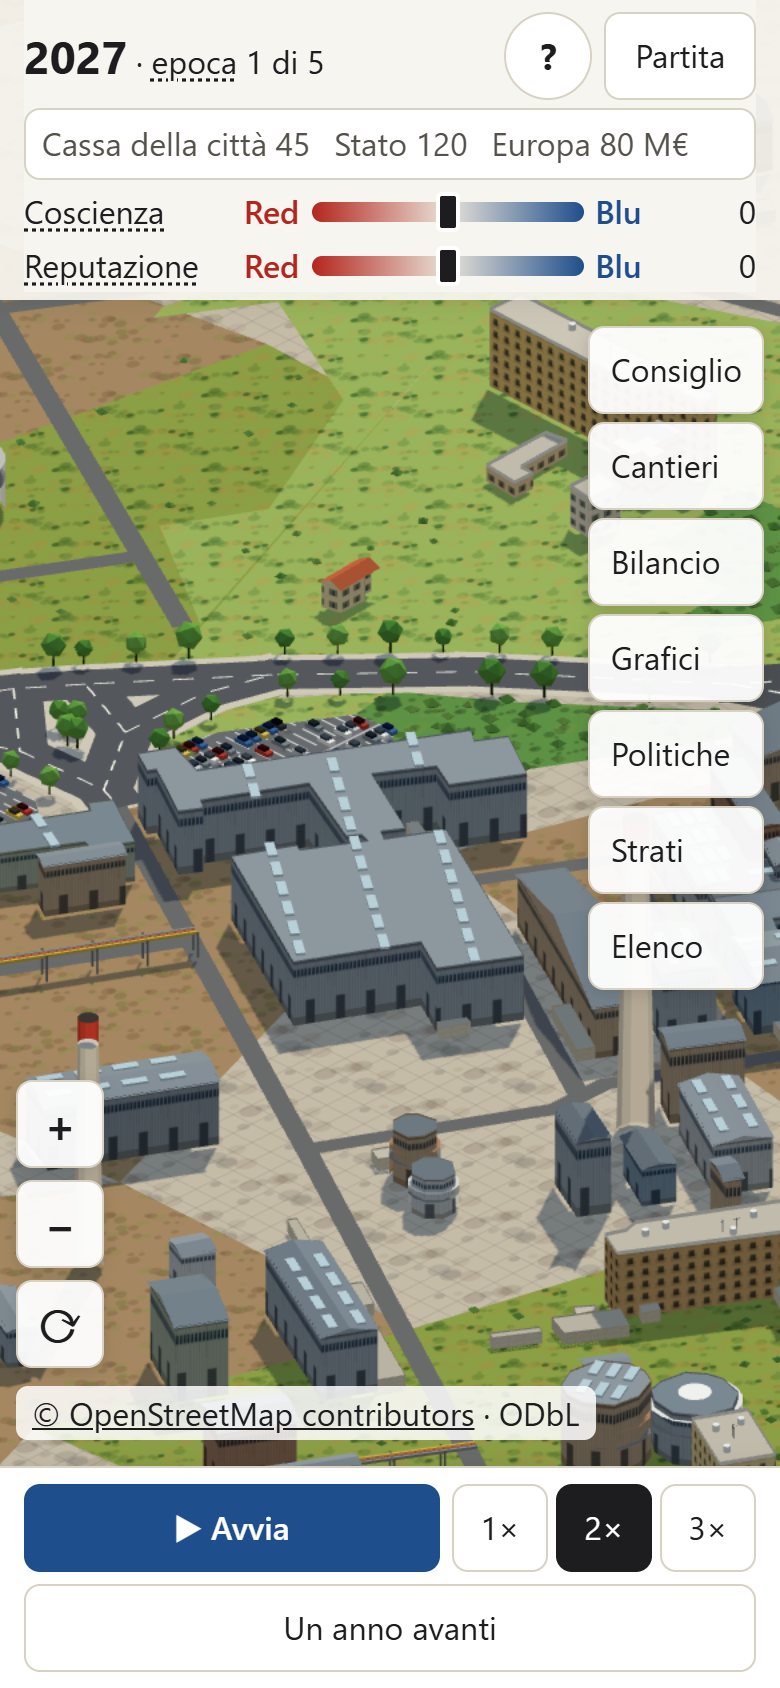 2027 · epoca 1 di 5
?
Partita
Cassa della città 45 Stato 120 Europa 80 M€
Coscienza Red Blu 0
Reputazione Red Blu 0
Consiglio
Cantieri
Bilancio
Grafici
Politiche
Strati
Elenco
+
−
© OpenStreetMap contributors · ODbL
▶ Avvia
1×
2×
3×
Un anno avanti